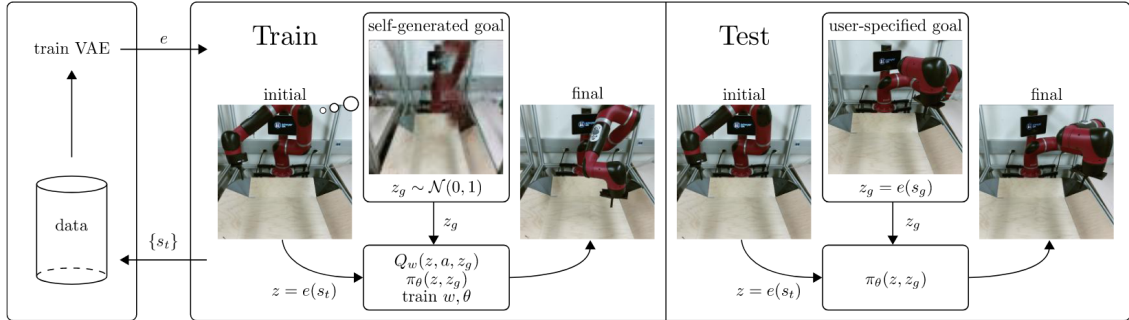 train VAE
data
e
{s_t}
Train
initial
self-generated goal
z_g ∼ 𝒩(0, 1)
final
z_g
z = e(s_t)
Q_w(z, a, z_g)
π_θ(z, z_g)
train w, θ
Test
initial
user-specified goal
z_g = e(s_g)
final
z_g
z = e(s_t)
π_θ(z, z_g)